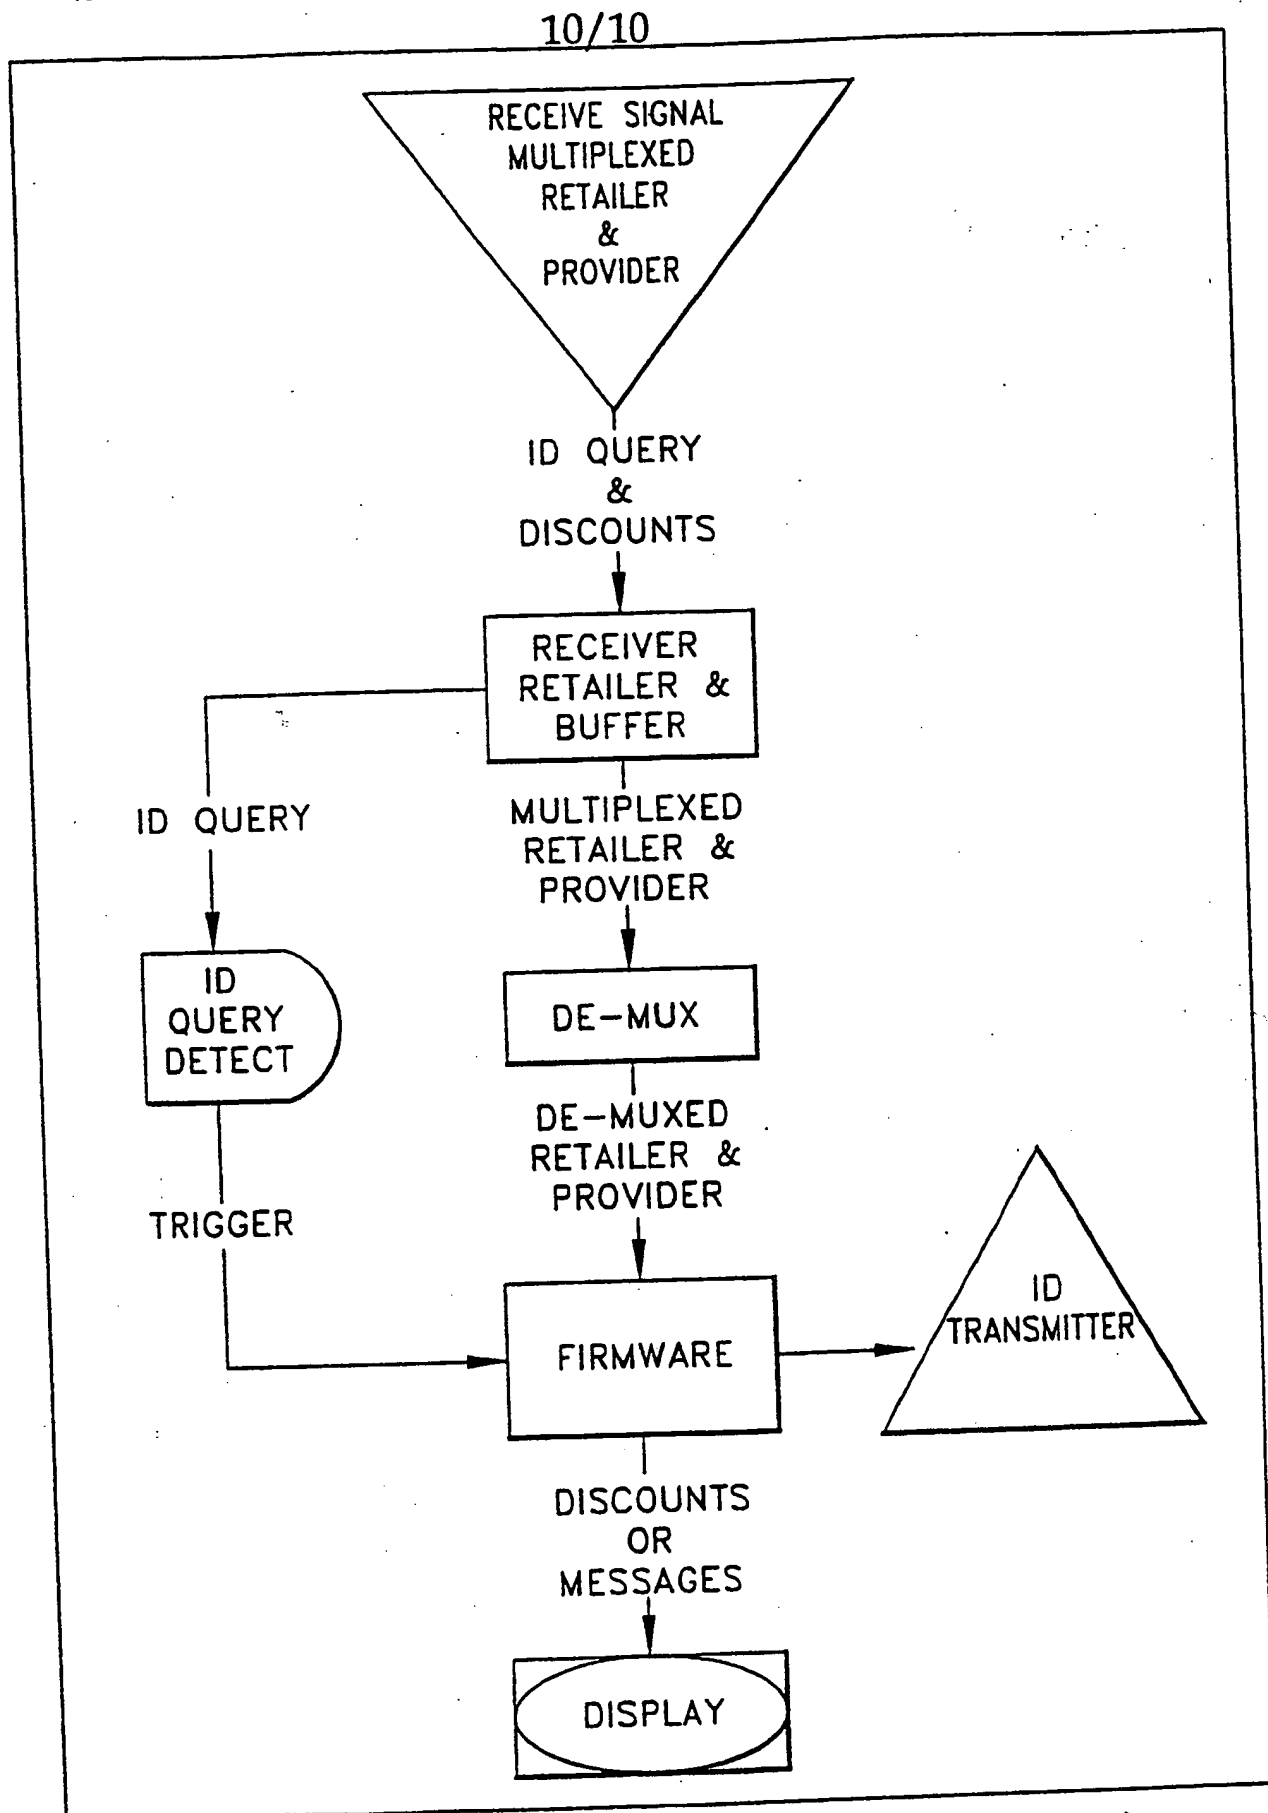 10/10
RECEIVE SIGNAL
MULTIPLEXED
RETAILER
&
PROVIDER
ID QUERY
&
DISCOUNTS
RECEIVER
RETAILER &
BUFFER
ID QUERY
MULTIPLEXED
RETAILER &
PROVIDER
ID
QUERY
DETECT
DE-MUX
DE-MUXED
RETAILER &
PROVIDER
TRIGGER
ID
TRANSMITTER
FIRMWARE
DISCOUNTS
OR
MESSAGES
DISPLAY